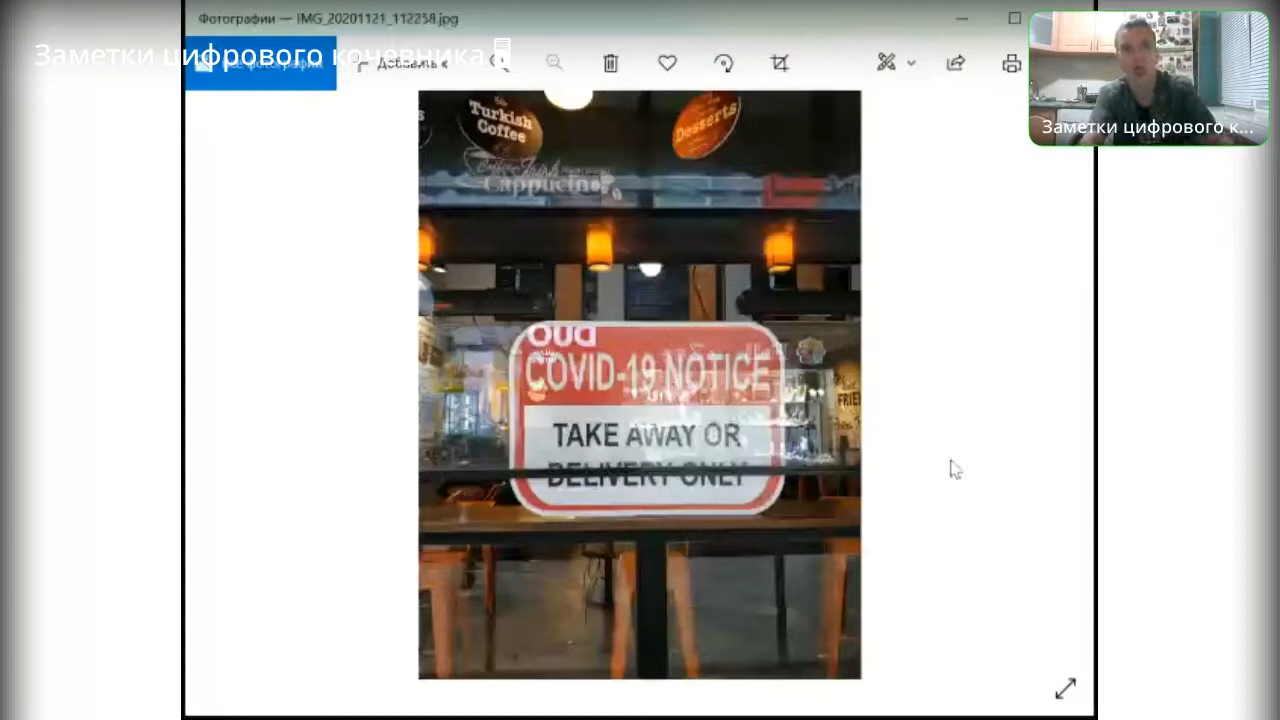 Фотографии — IMG_20201121_112258.jpg
Заметки цифрового кочевника
Добавить к
Заметки цифрового к...
Turkish
Coffee
Desserts
Cappucino
OUD
COVID-19 NOTICE
TAKE AWAY OR
DELIVERY ONLY